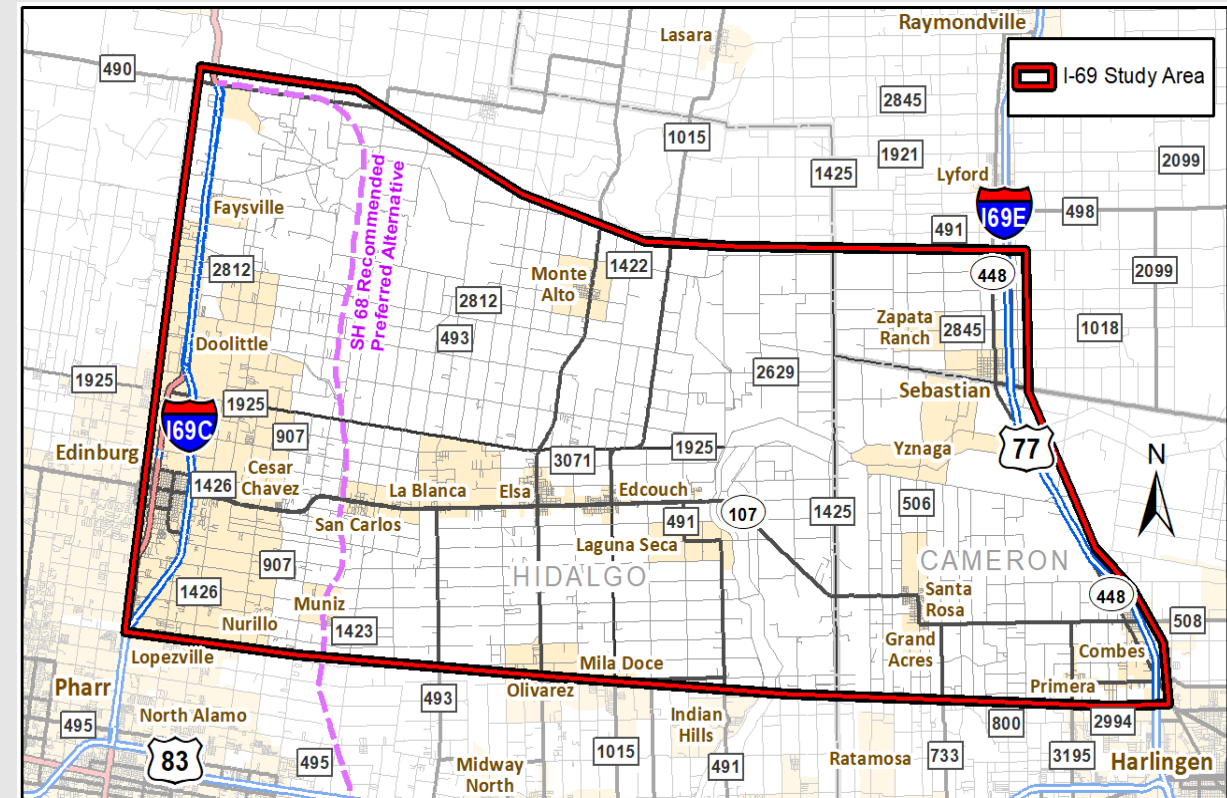 Raymondville
Lasara
I-69 Study Area
490
2845
1015
1921
1425
2099
Lyford
I69E
498
491
Faysville
SH 68 Recommended
Preferred Alternative
2812
1422
448
2099
Monte
Alto
2812
493
Zapata
Ranch
2845
1018
Doolittle
1925
2629
Sebastian
1925
I69C
907
77
N
Edinburg
1925
3071
Yznaga
Cesar
Chavez
1426
La Blanca
Elsa
Edcouch
San Carlos
491
107
1425
506
Laguna Seca
907
HIDALGO
CAMERON
1426
Santa
Rosa
448
Muniz
1423
Nurillo
508
Grand
Acres
Combes
Lopezville
Mila Doce
Olivarez
Primera
Pharr
493
495
North Alamo
Indian
Hills
800
2994
83
495
Midway
North
1015
491
Ratamosa
733
3195
Harlingen